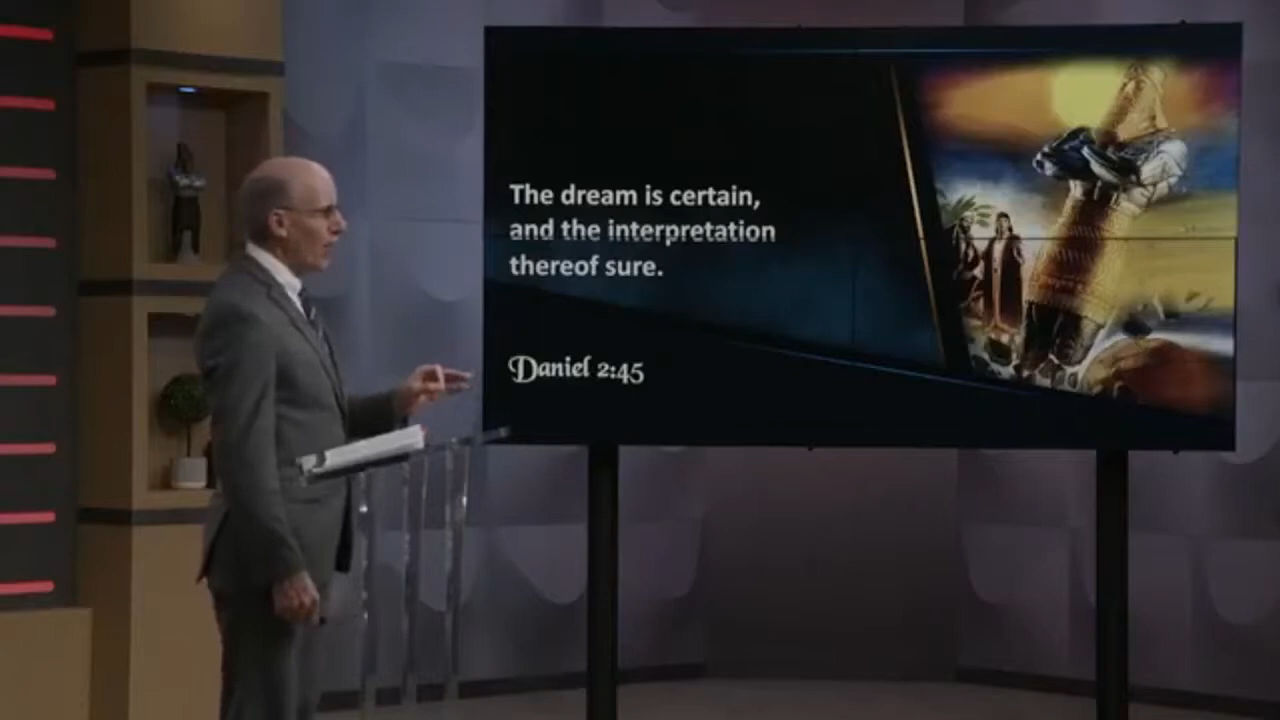 The dream is certain,
and the interpretation
thereof sure.
Daniel 2:45